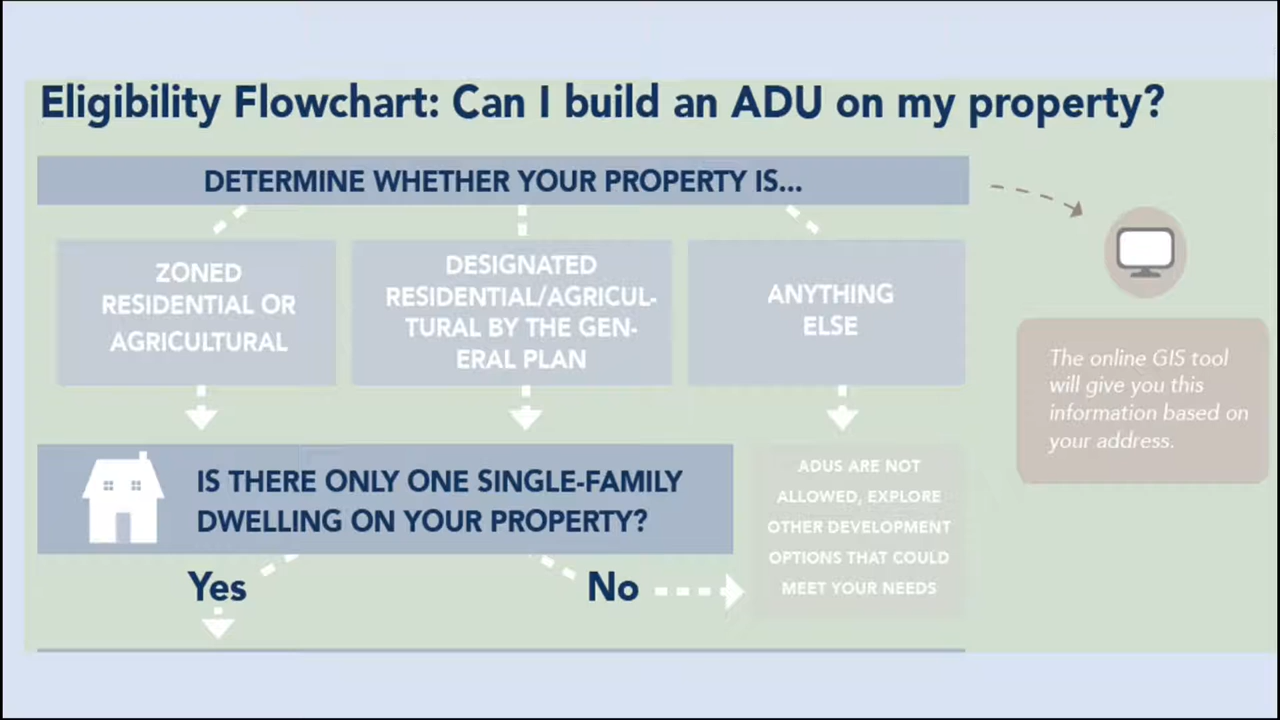 Eligibility Flowchart: Can I build an ADU on my property?
DETERMINE WHETHER YOUR PROPERTY IS...
ZONED
RESIDENTIAL OR
AGRICULTURAL
DESIGNATED
RESIDENTIAL/AGRICUL-
TURAL BY THE GEN-
ERAL PLAN
ANYTHING
ELSE
The online GIS tool
will give you this
information based on
your address.
IS THERE ONLY ONE SINGLE-FAMILY
DWELLING ON YOUR PROPERTY?
ADUS ARE NOT
ALLOWED, EXPLORE
OTHER DEVELOPMENT
OPTIONS THAT COULD
MEET YOUR NEEDS
Yes
No